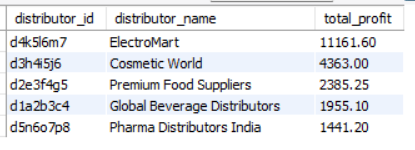 distributor_id distributor_name total_profit
d4k5l6m7 ElectroMart 11161.60
d3h4i5j6 Cosmetic World 4363.00
d2e3f4g5 Premium Food Suppliers 2385.25
d1a2b3c4 Global Beverage Distributors 1955.10
d5n6o7p8 Pharma Distributors India 1441.20